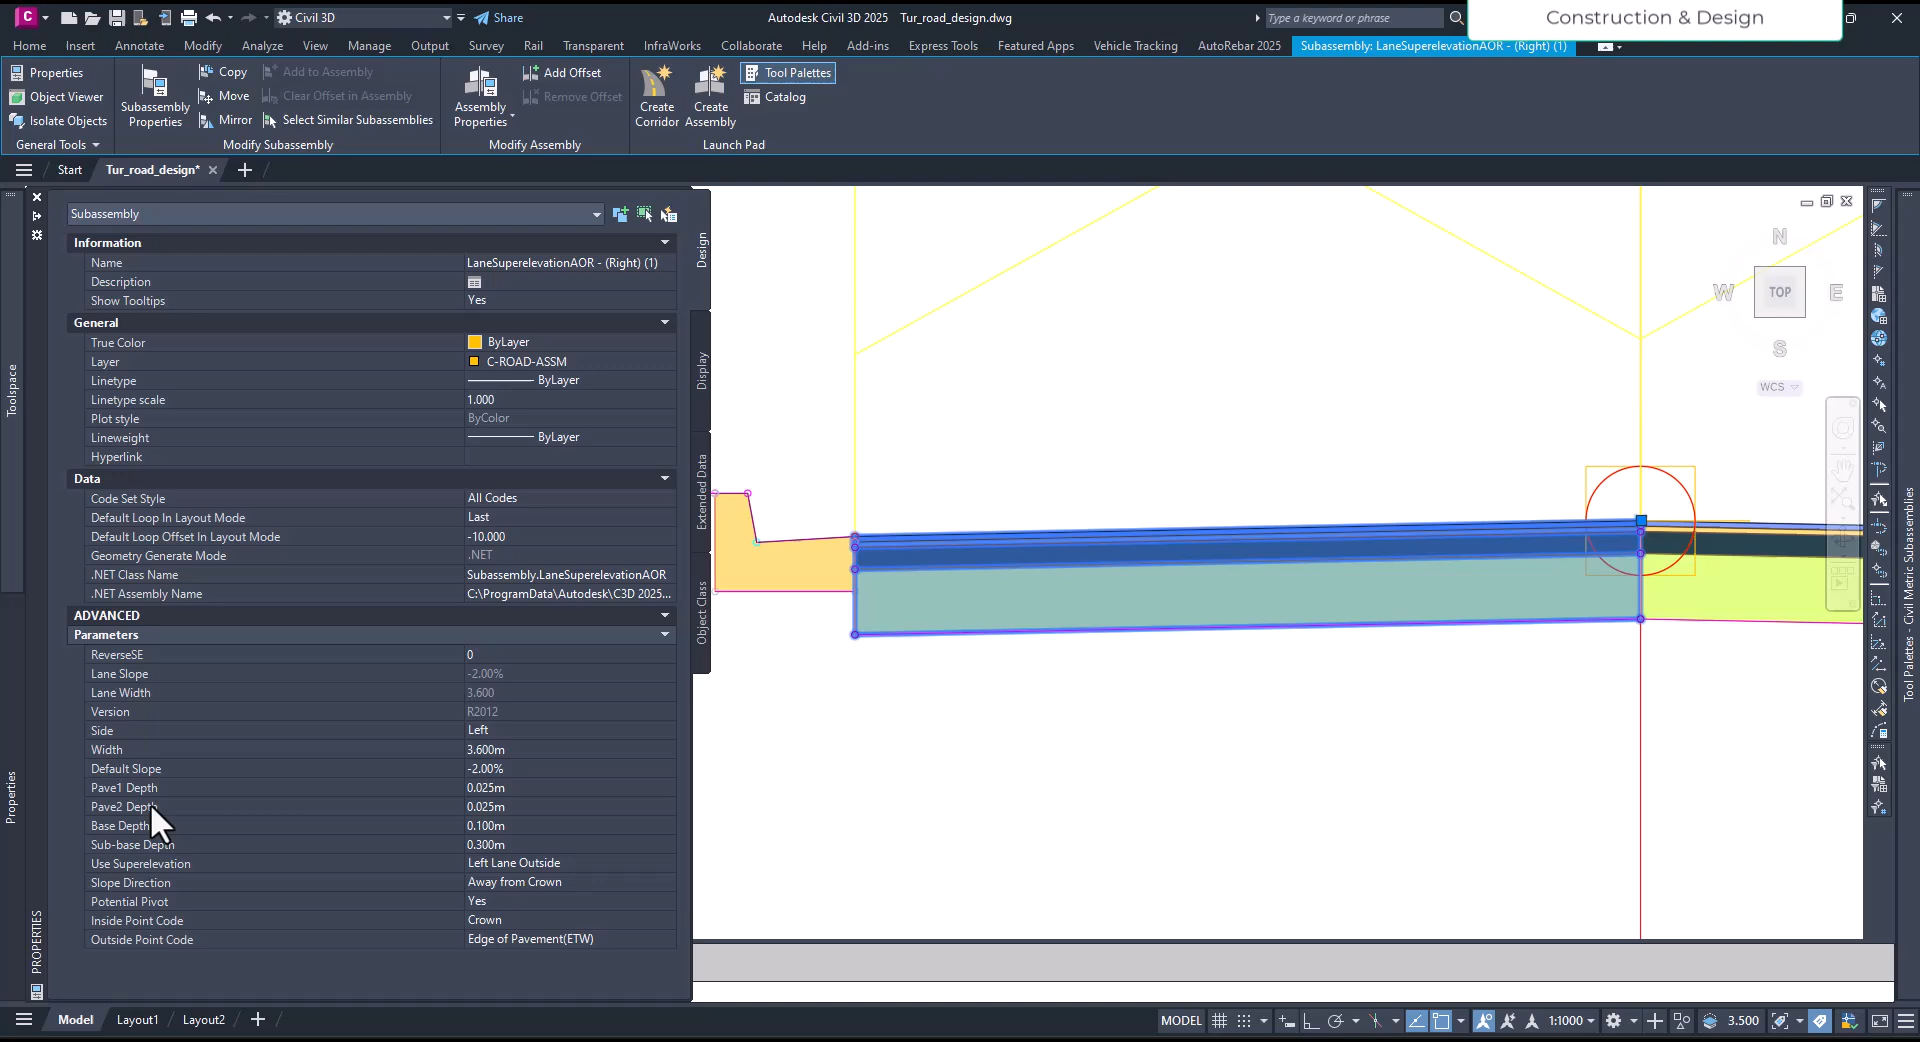 Civil 3D
Share
Autodesk Civil 3D 2025 Tur_road_design.dwg
Type a keyword or phrase
Construction & Design
Home Insert Annotate Modify Analyze View Manage Output Survey Rail Transparent InfraWorks Collaborate Help Add-ins Express Tools Featured Apps Vehicle Tracking AutoRebar 2025 Subassembly: LaneSuperelevationAOR - (Right) (1)
Properties
Object Viewer
Isolate Objects
General Tools
Subassembly
Properties
Copy
Move
Mirror
Add to Assembly
Clear Offset in Assembly
Select Similar Subassemblies
Modify Subassembly
Assembly
Properties
Add Offset
Remove Offset
Modify Assembly
Create
Corridor
Create
Assembly
Tool Palettes
Catalog
Launch Pad
Start
Tur_road_design*
Toolspace
Properties
PROPERTIES
Subassembly
Information
Name LaneSuperelevationAOR - (Right) (1)
Description
Show Tooltips Yes
General
True Color ByLayer
Layer C-ROAD-ASSM
Linetype ByLayer
Linetype scale 1.000
Plot style ByColor
Lineweight ByLayer
Hyperlink
Data
Code Set Style All Codes
Default Loop In Layout Mode Last
Default Loop Offset In Layout Mode -10.000
Geometry Generate Mode .NET
.NET Class Name Subassembly.LaneSuperelevationAOR
.NET Assembly Name C:\ProgramData\Autodesk\C3D 2025...
ADVANCED
Parameters
ReverseSE 0
Lane Slope -2.00%
Lane Width 3.600
Version R2012
Side Left
Width 3.600m
Default Slope -2.00%
Pave1 Depth 0.025m
Pave2 Depth 0.025m
Base Depth 0.100m
Sub-base Depth 0.300m
Use Superelevation Left Lane Outside
Slope Direction Away from Crown
Potential Pivot Yes
Inside Point Code Crown
Outside Point Code Edge of Pavement(ETW)
Design
Display
Extended Data
Object Class
N
W
TOP
E
S
WCS
Tool Palettes - Civil Metric Subassemblies
Model Layout1 Layout2
MODEL
1:1000
3.500